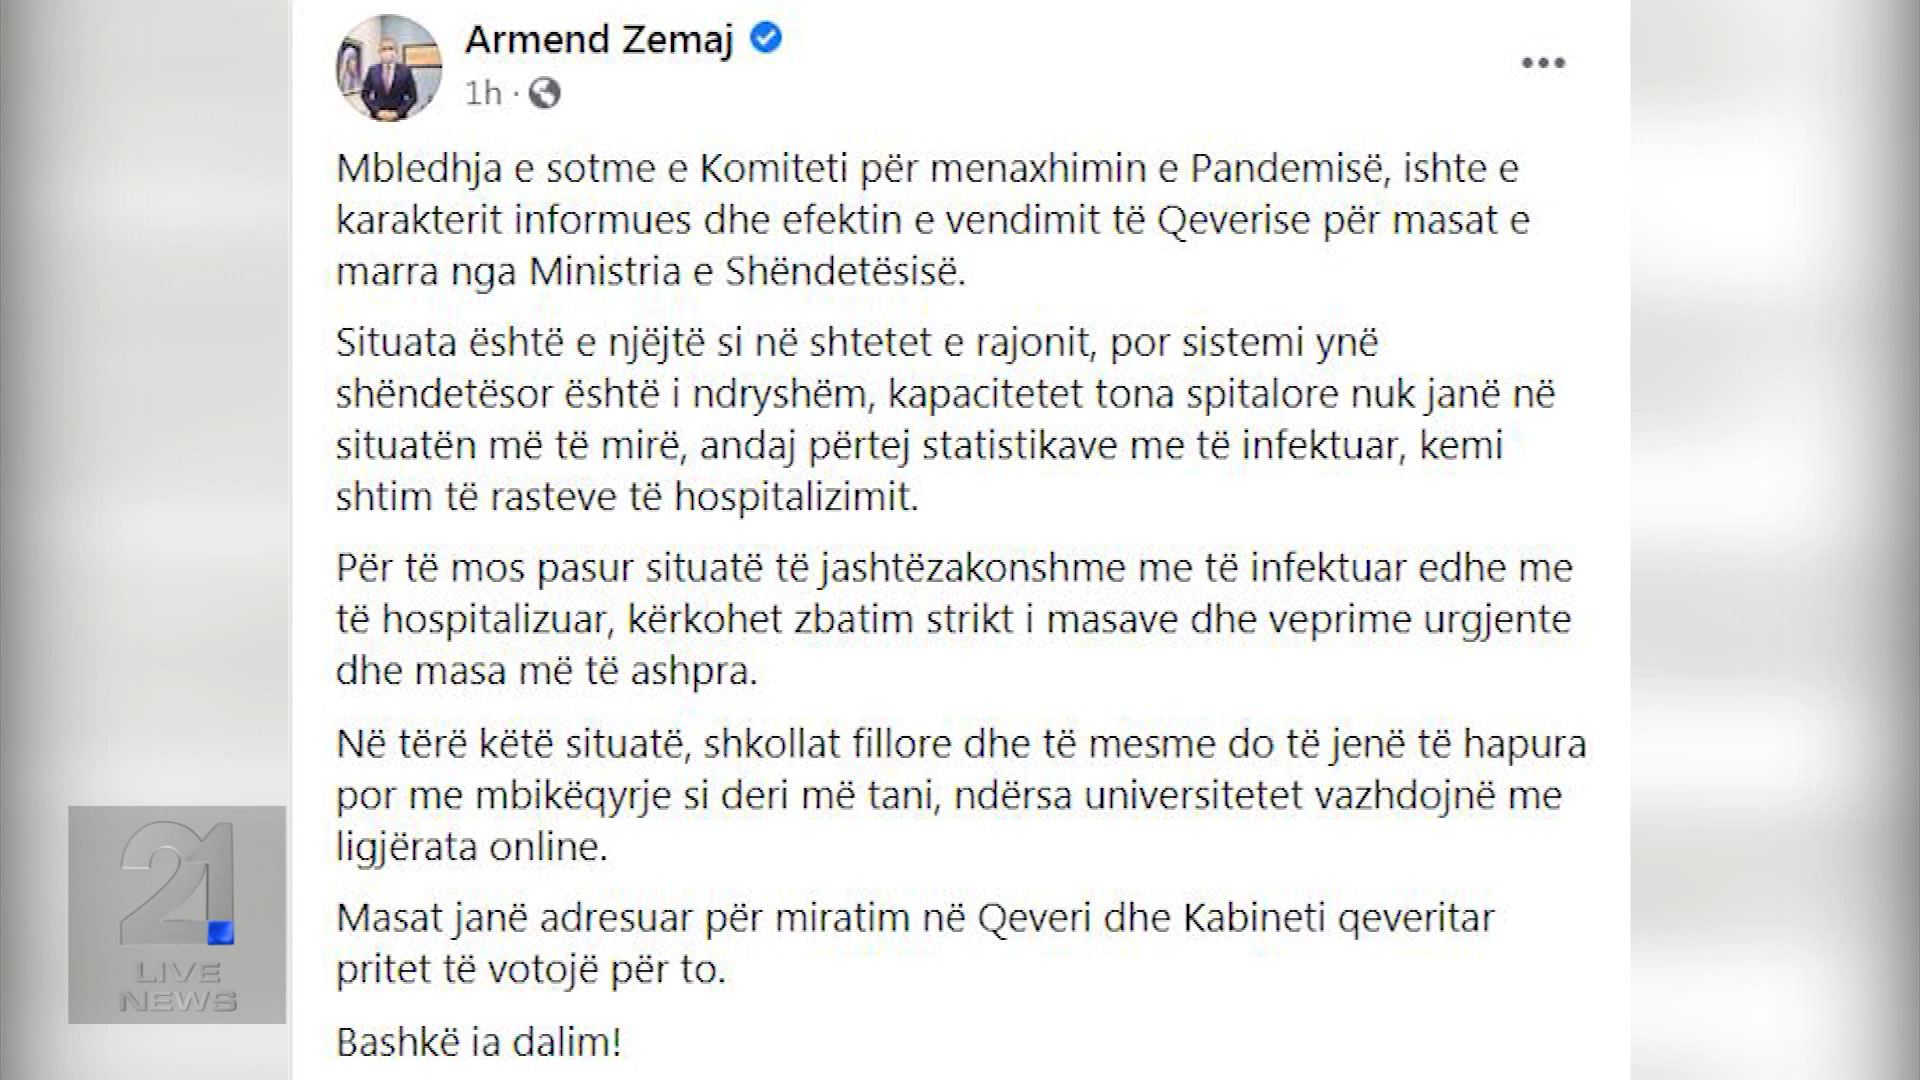 Armend Zemaj
1h ·
Mbledhja e sotme e Komiteti për menaxhimin e Pandemisë, ishte e
karakterit informues dhe efektin e vendimit të Qeverise për masat e
marra nga Ministria e Shëndetësisë.
Situata është e njëjtë si në shtetet e rajonit, por sistemi ynë
shëndetësor është i ndryshëm, kapacitetet tona spitalore nuk janë në
situatën më të mirë, andaj përtej statistikave me të infektuar, kemi
shtim të rasteve të hospitalizimit.
Për të mos pasur situatë të jashtëzakonshme me të infektuar edhe me
të hospitalizuar, kërkohet zbatim strikt i masave dhe veprime urgjente
dhe masa më të ashpra.
Në tërë këtë situatë, shkollat fillore dhe të mesme do të jenë të hapura
por me mbikëqyrje si deri më tani, ndërsa universitetet vazhdojnë me
ligjërata online.
Masat janë adresuar për miratim në Qeveri dhe Kabineti qeveritar
pritet të votojë për to.
Bashkë ia dalim!
21
LIVE
NEWS